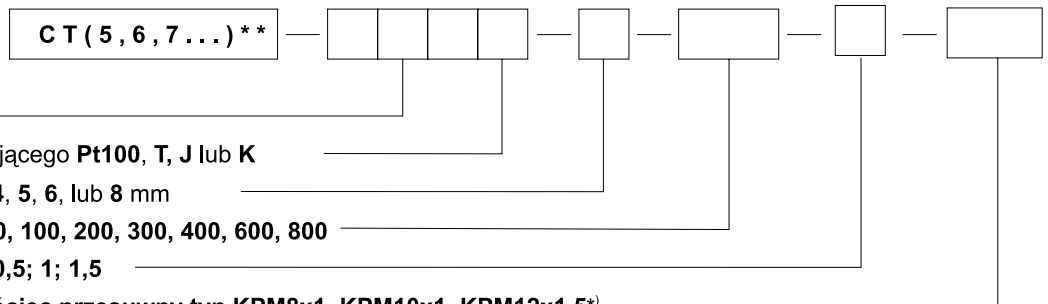 CT(5,6,7...)**
jącego Pt100, T, J lub K
4, 5, 6, lub 8 mm
0, 100, 200, 300, 400, 600, 800
0,5; 1; 1,5
przesuwny typ KPM8x1, KPM10x1, KPM12x1,5*)